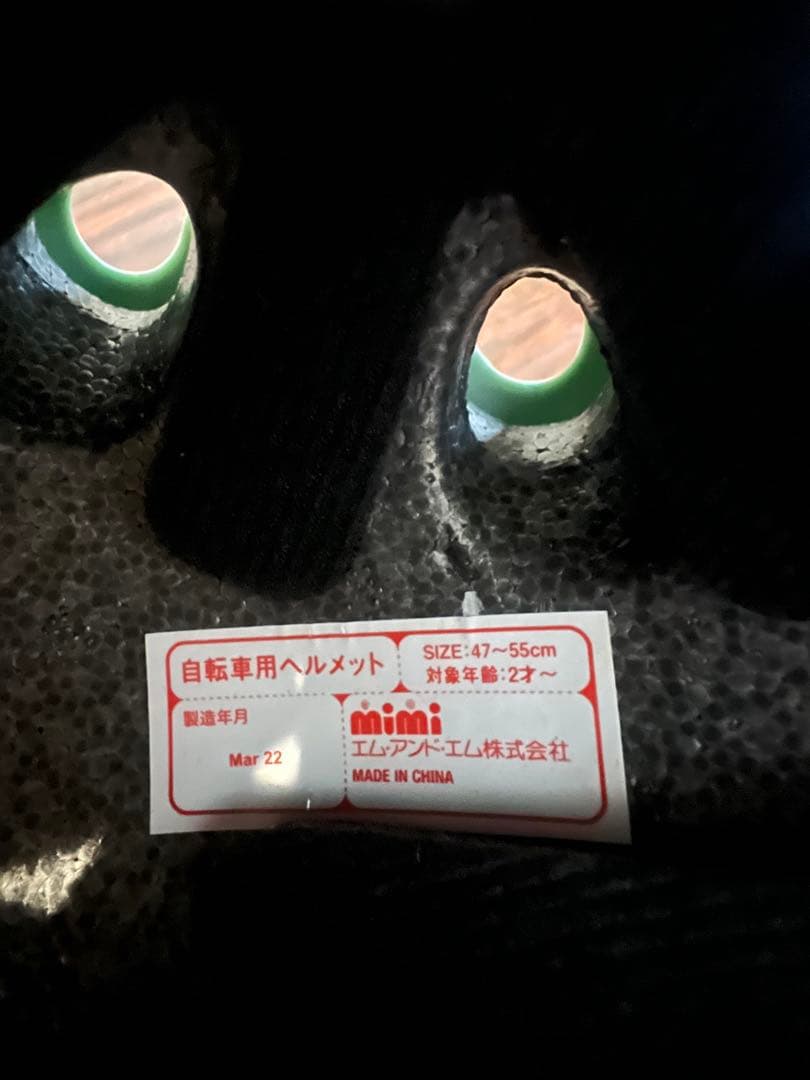 自転車用ヘルメット
SIZE:47〜55cm
対象年齢:2才〜
製造年月
Mar 22
mimi
エム・アンド・エム株式会社
MADE IN CHINA